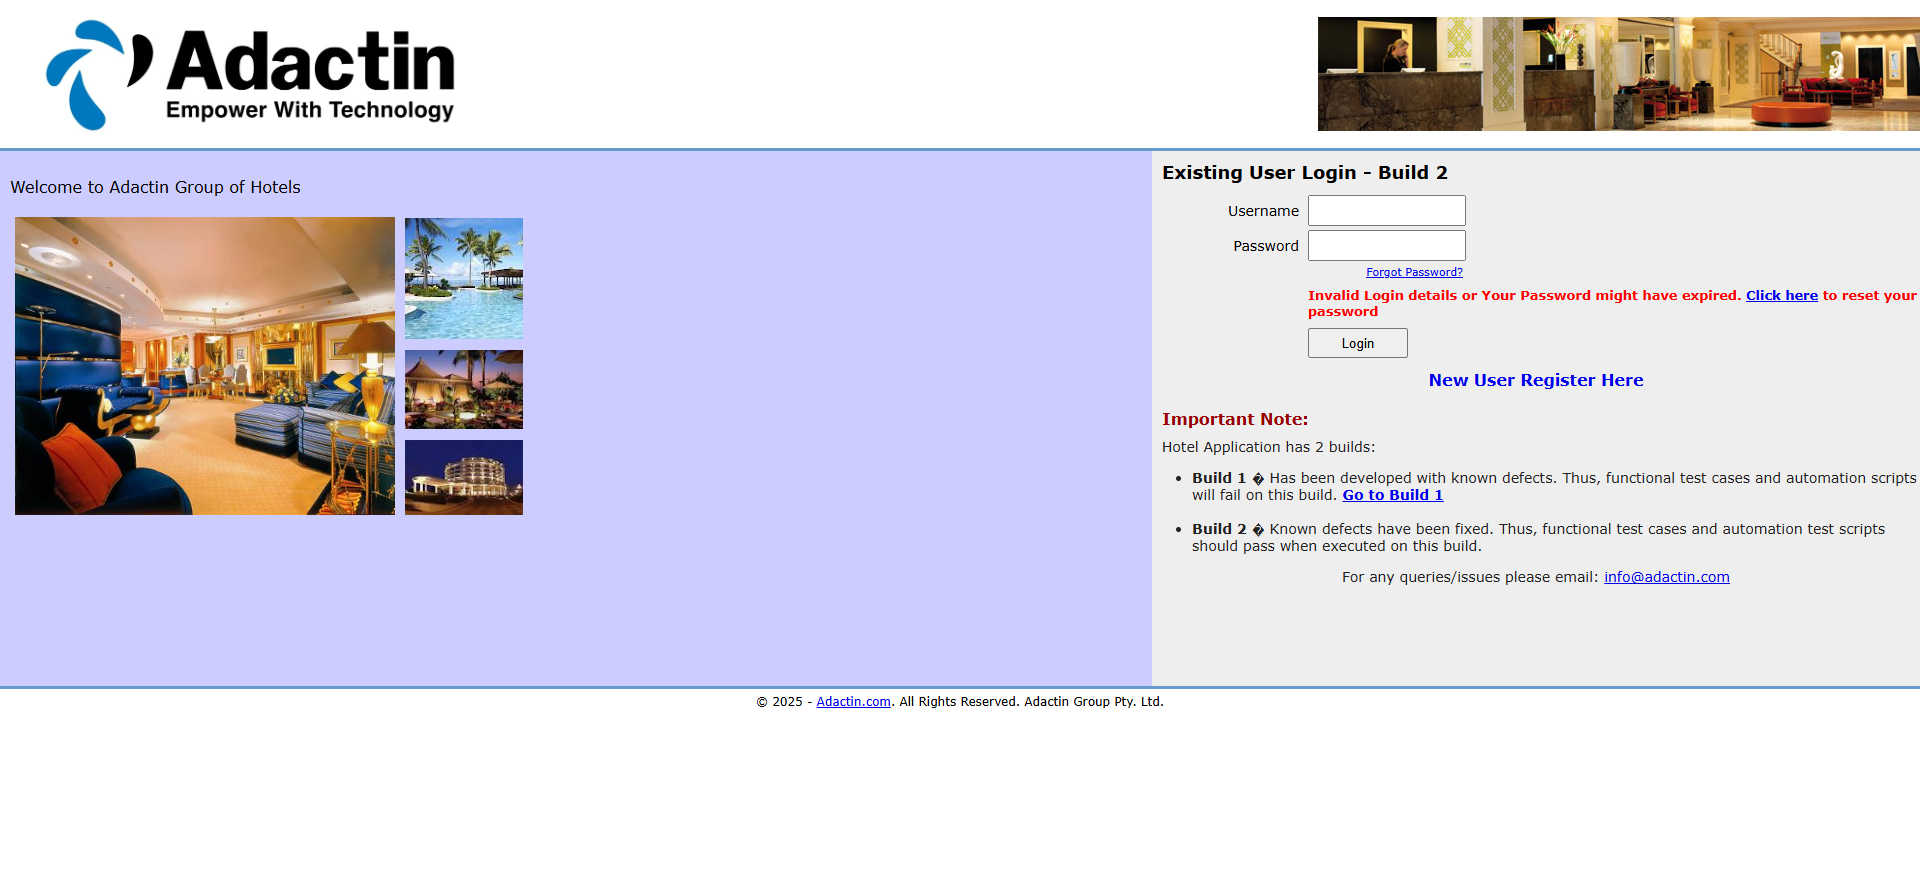 Adactin
Empower With Technology
Welcome to Adactin Group of Hotels
Existing User Login - Build 2
Username
Password
Forgot Password?
Invalid Login details or Your Password might have expired. Click here to reset your
password
Login
New User Register Here
Important Note:
Hotel Application has 2 builds:
• Build 1 � Has been developed with known defects. Thus, functional test cases and automation scripts
will fail on this build. Go to Build 1
• Build 2 � Known defects have been fixed. Thus, functional test cases and automation test scripts
should pass when executed on this build.
For any queries/issues please email: info@adactin.com
© 2025 - Adactin.com. All Rights Reserved. Adactin Group Pty. Ltd.